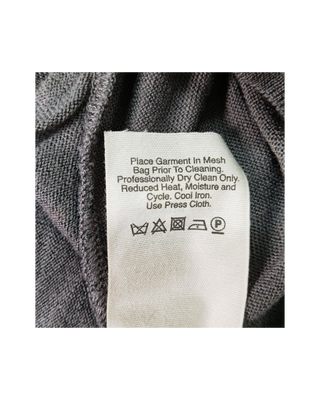 Place Garment In Mesh
Bag Prior To Cleaning.
Professionally Dry Clean Only.
Reduced Heat, Moisture and
Cycle. Cool Iron.
Use Press Cloth.
P